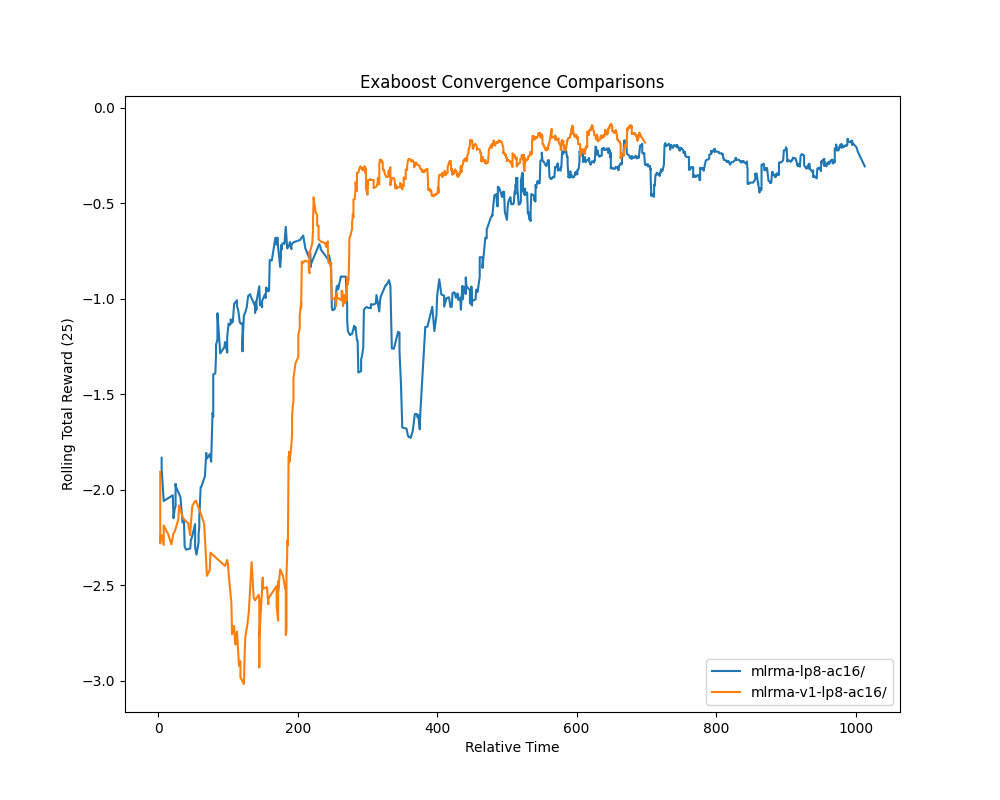 Exaboost Convergence Comparisons
Rolling Total Reward (25)
0.0
−0.5
−1.0
−1.5
−2.0
−2.5
−3.0
0 200 400 600 800 1000
Relative Time
mlrma-lp8-ac16/
mlrma-v1-lp8-ac16/